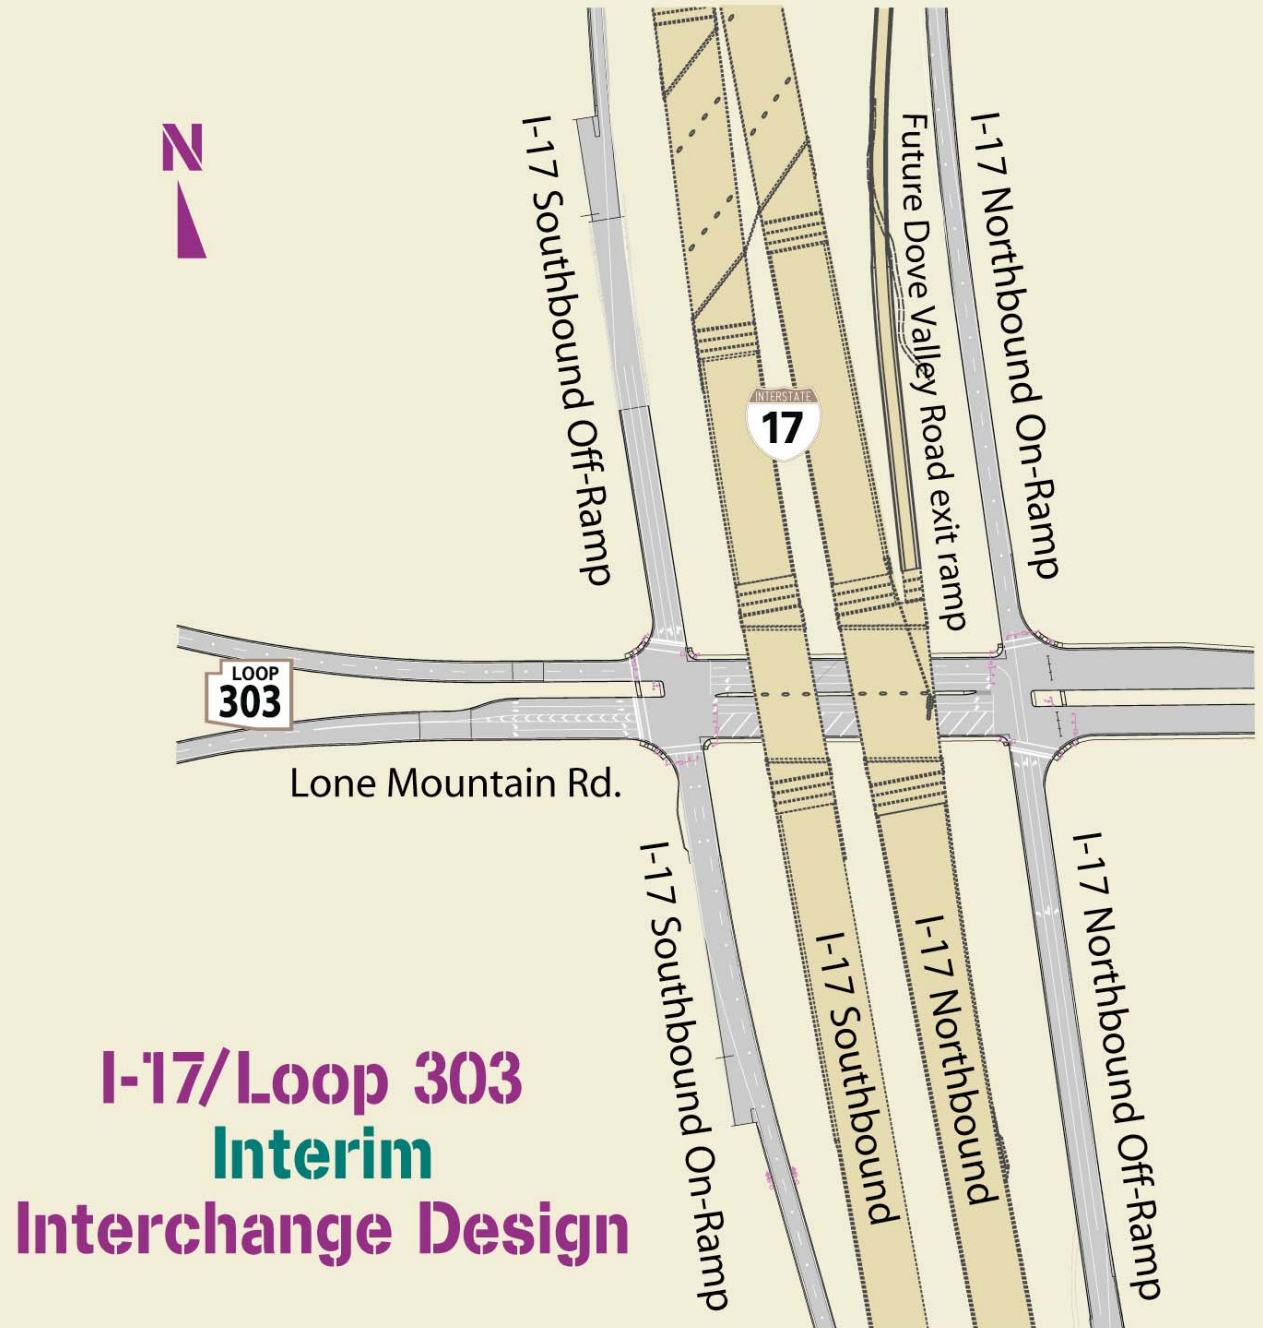 N
I-17 Southbound Off-Ramp
Future Dove Valley Road exit ramp
I-17 Northbound On-Ramp
INTERSTATE
17
LOOP
303
Lone Mountain Rd.
I-17 Southbound On-Ramp
I-17 Southbound
I-17 Northbound
I-17 Northbound Off-Ramp
I-17/Loop 303
Interim
Interchange Design